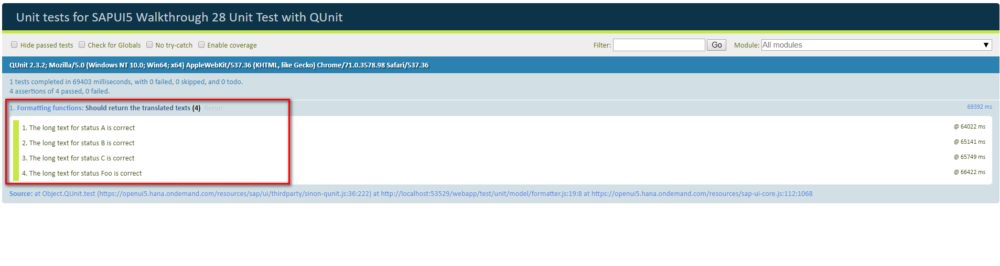 Unit tests for SAPUI5 Walkthrough 28 Unit Test with QUnit
Hide passed tests Check for Globals No try-catch Enable coverage Filter: Go Module: All modules ▼
QUnit 2.3.2; Mozilla/5.0 (Windows NT 10.0; Win64; x64) AppleWebKit/537.36 (KHTML, like Gecko) Chrome/71.0.3578.98 Safari/537.36
1 tests completed in 69403 milliseconds, with 0 failed, 0 skipped, and 0 todo.
4 assertions of 4 passed, 0 failed.
1. Formatting functions: Should return the translated texts (4) Rerun 69392 ms
1. The long text for status A is correct @ 64022 ms
2. The long text for status B is correct @ 65141 ms
3. The long text for status C is correct @ 65749 ms
4. The long text for status Foo is correct @ 66422 ms
Source: at Object.QUnit.test (https://openui5.hana.ondemand.com/resources/sap/ui/thirdparty/sinon-qunit.js:36:222) at http://localhost:53529/webapp/test/unit/model/formatter.js:19:8 at https://openui5.hana.ondemand.com/resources/sap-ui-core.js:112:1068